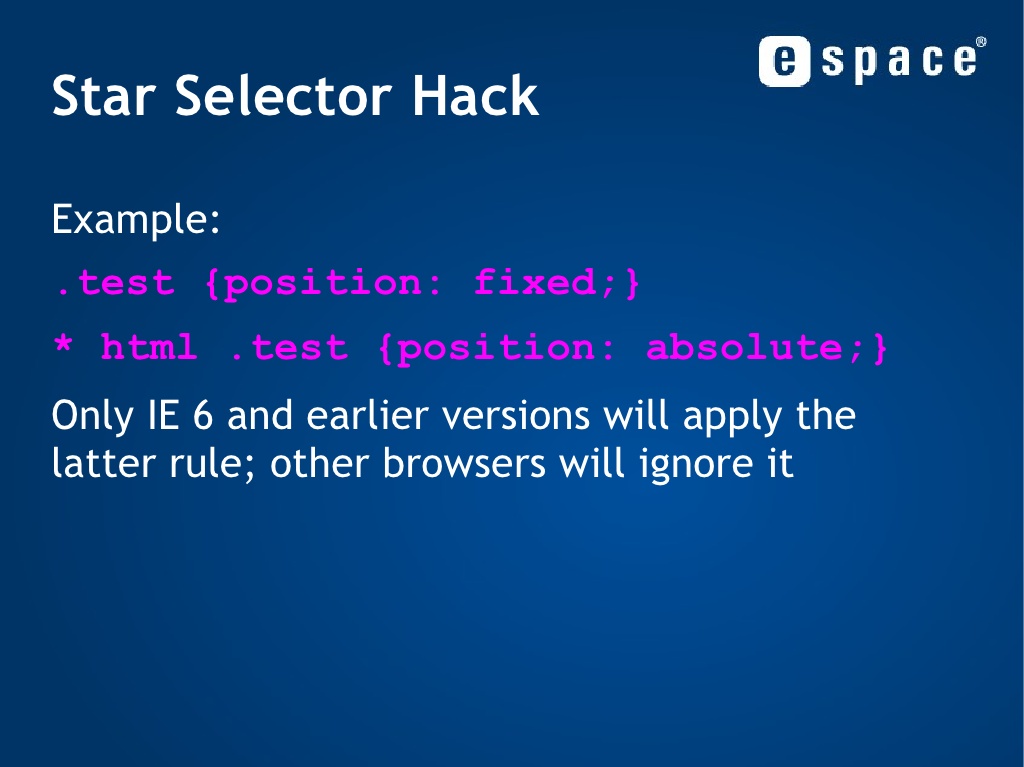 e space®
Star Selector Hack
Example:
.test {position: fixed;}
* html .test {position: absolute;}
Only IE 6 and earlier versions will apply the
latter rule; other browsers will ignore it